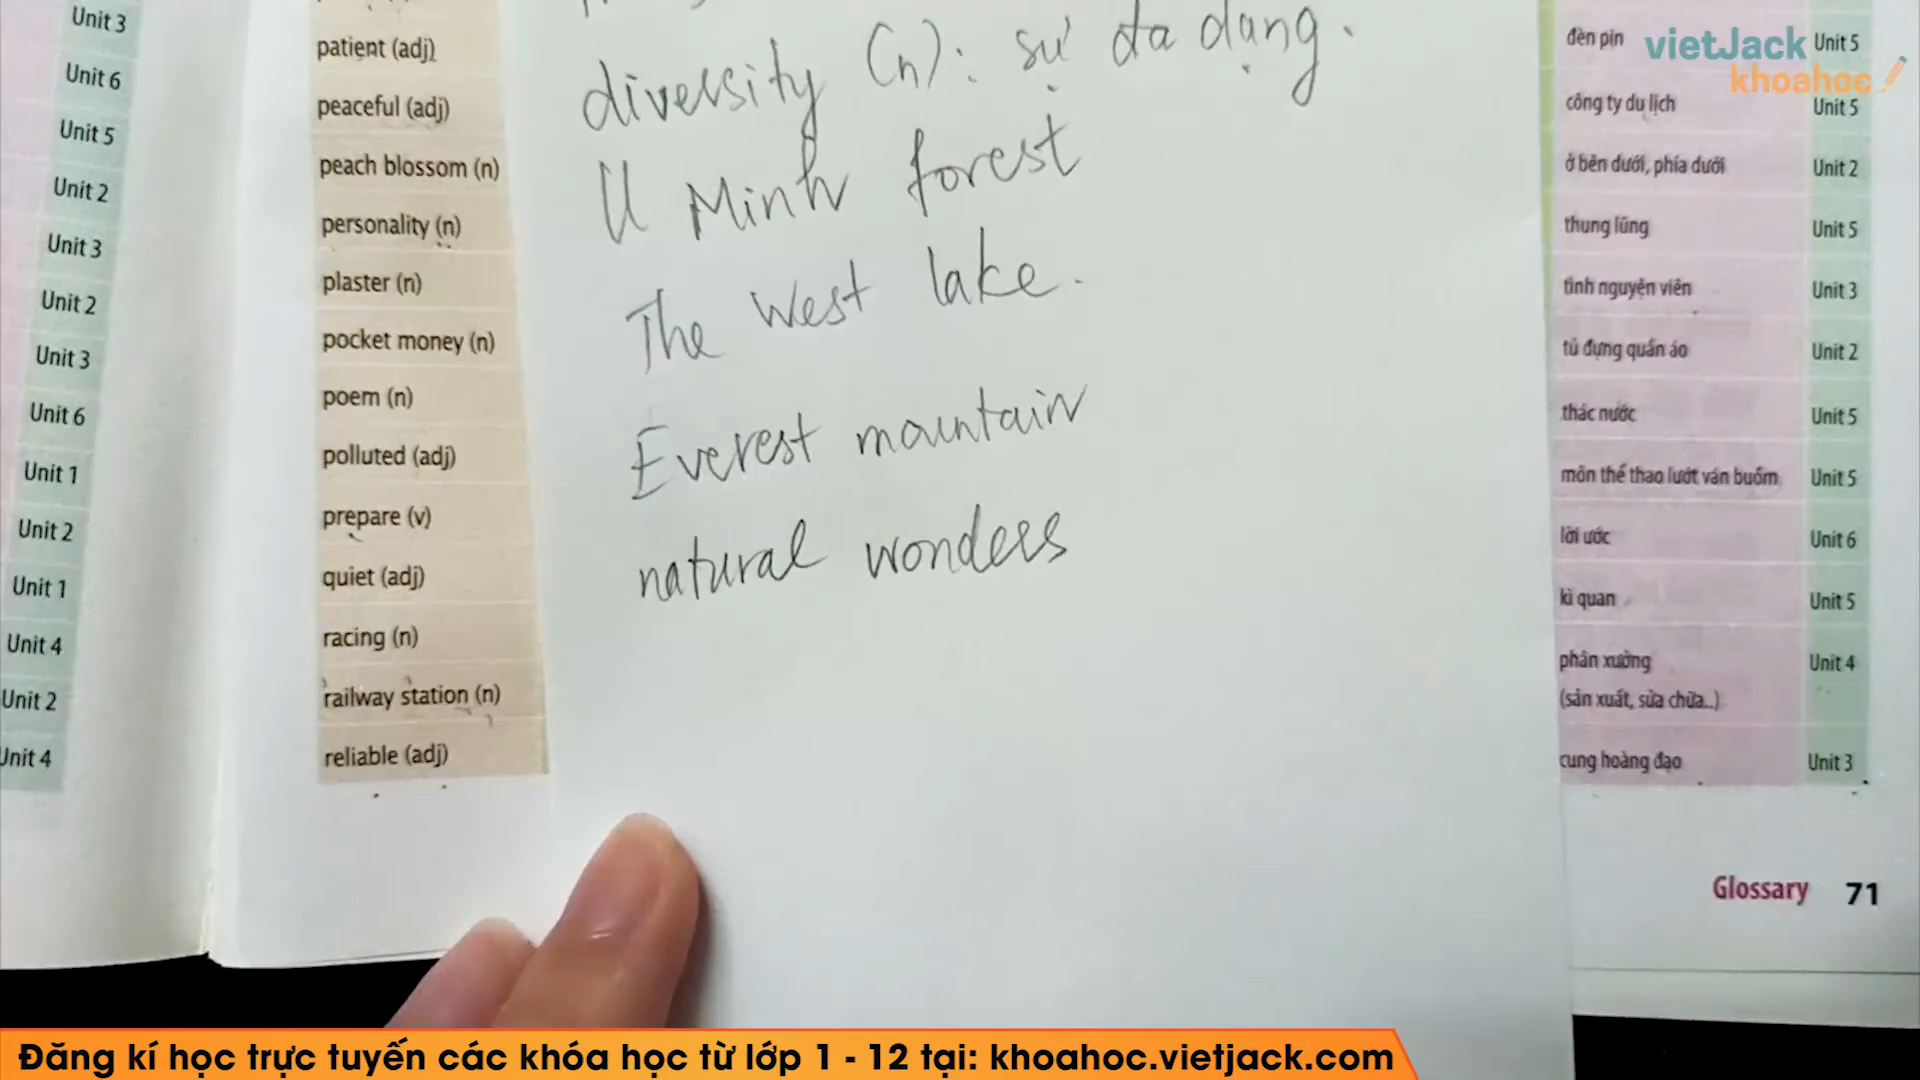 Unit 3
Unit 6
Unit 5
Unit 2
Unit 3
Unit 2
Unit 3
Unit 6
Unit 1
Unit 2
Unit 1
Unit 4
Unit 2
Unit 4
patient (adj)
peaceful (adj)
peach blossom (n)
personality (n)
plaster (n)
pocket money (n)
poem (n)
polluted (adj)
prepare (v)
quiet (adj)
racing (n)
railway station (n)
reliable (adj)
diversity (n): sự đa dạng.
U Minh forest
The West lake.
Everest mountain
natural wonders
vietJack
khoahoc
đèn pin Unit 5
công ty du lịch Unit 5
ở bên dưới, phía dưới Unit 2
thung lũng Unit 5
tình nguyện viên Unit 3
tủ đựng quần áo Unit 2
thác nước Unit 5
môn thể thao lướt ván buồm Unit 5
lời ước Unit 6
kì quan Unit 5
phân xưởng Unit 4
(sản xuất, sửa chữa...)
cung hoàng đạo Unit 3
Glossary 71
Đăng kí học trực tuyến các khóa học từ lớp 1 - 12 tại: khoahoc.vietjack.com